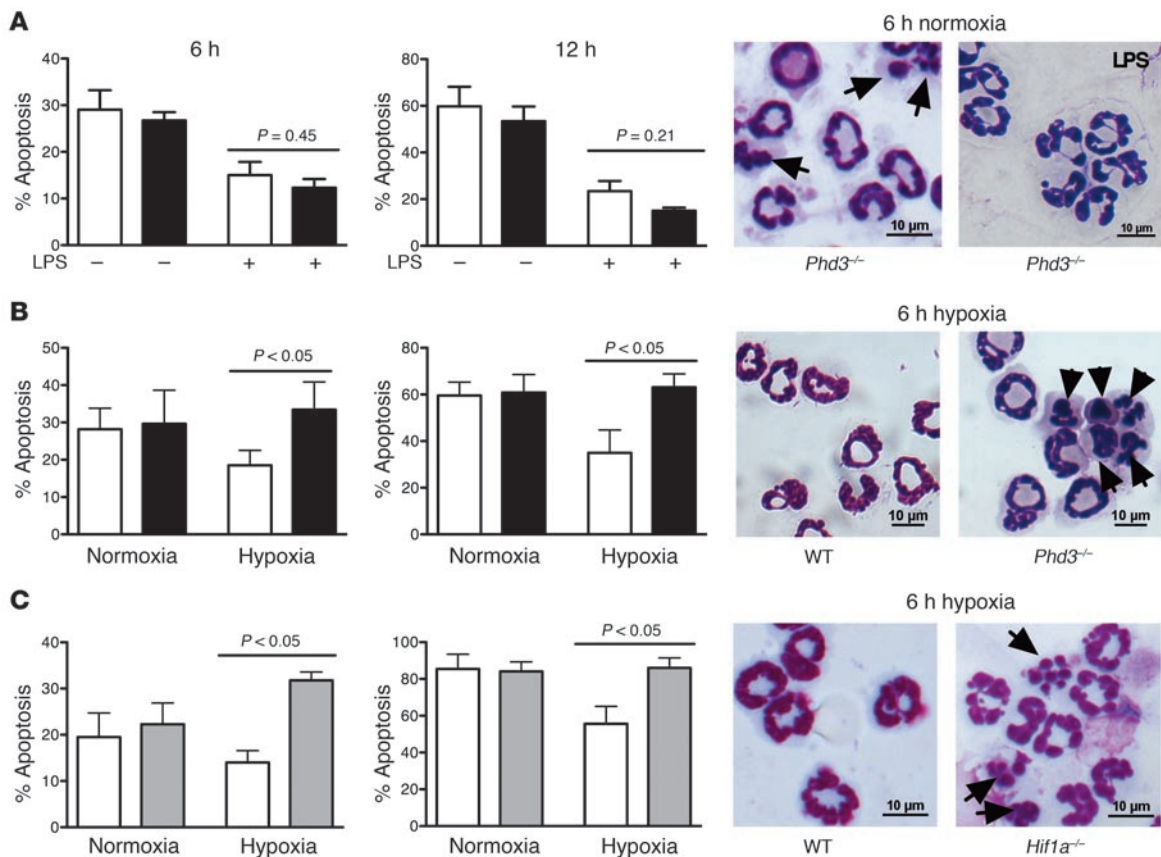 A
6 h
12 h
6 h normoxia
% Apoptosis
40
30
20
10
0
P = 0.45
LPS – – + +
% Apoptosis
80
60
40
20
0
P = 0.21
– – + +
10 µm
Phd3–/–
LPS
10 µm
Phd3–/–
B
6 h hypoxia
% Apoptosis
50
40
30
20
10
0
P < 0.05
Normoxia Hypoxia
% Apoptosis
80
60
40
20
0
P < 0.05
Normoxia Hypoxia
10 µm
WT
10 µm
Phd3–/–
C
6 h hypoxia
% Apoptosis
40
30
20
10
0
P < 0.05
Normoxia Hypoxia
% Apoptosis
100
80
60
40
20
0
P < 0.05
Normoxia Hypoxia
10 µm
WT
10 µm
Hif1a–/–